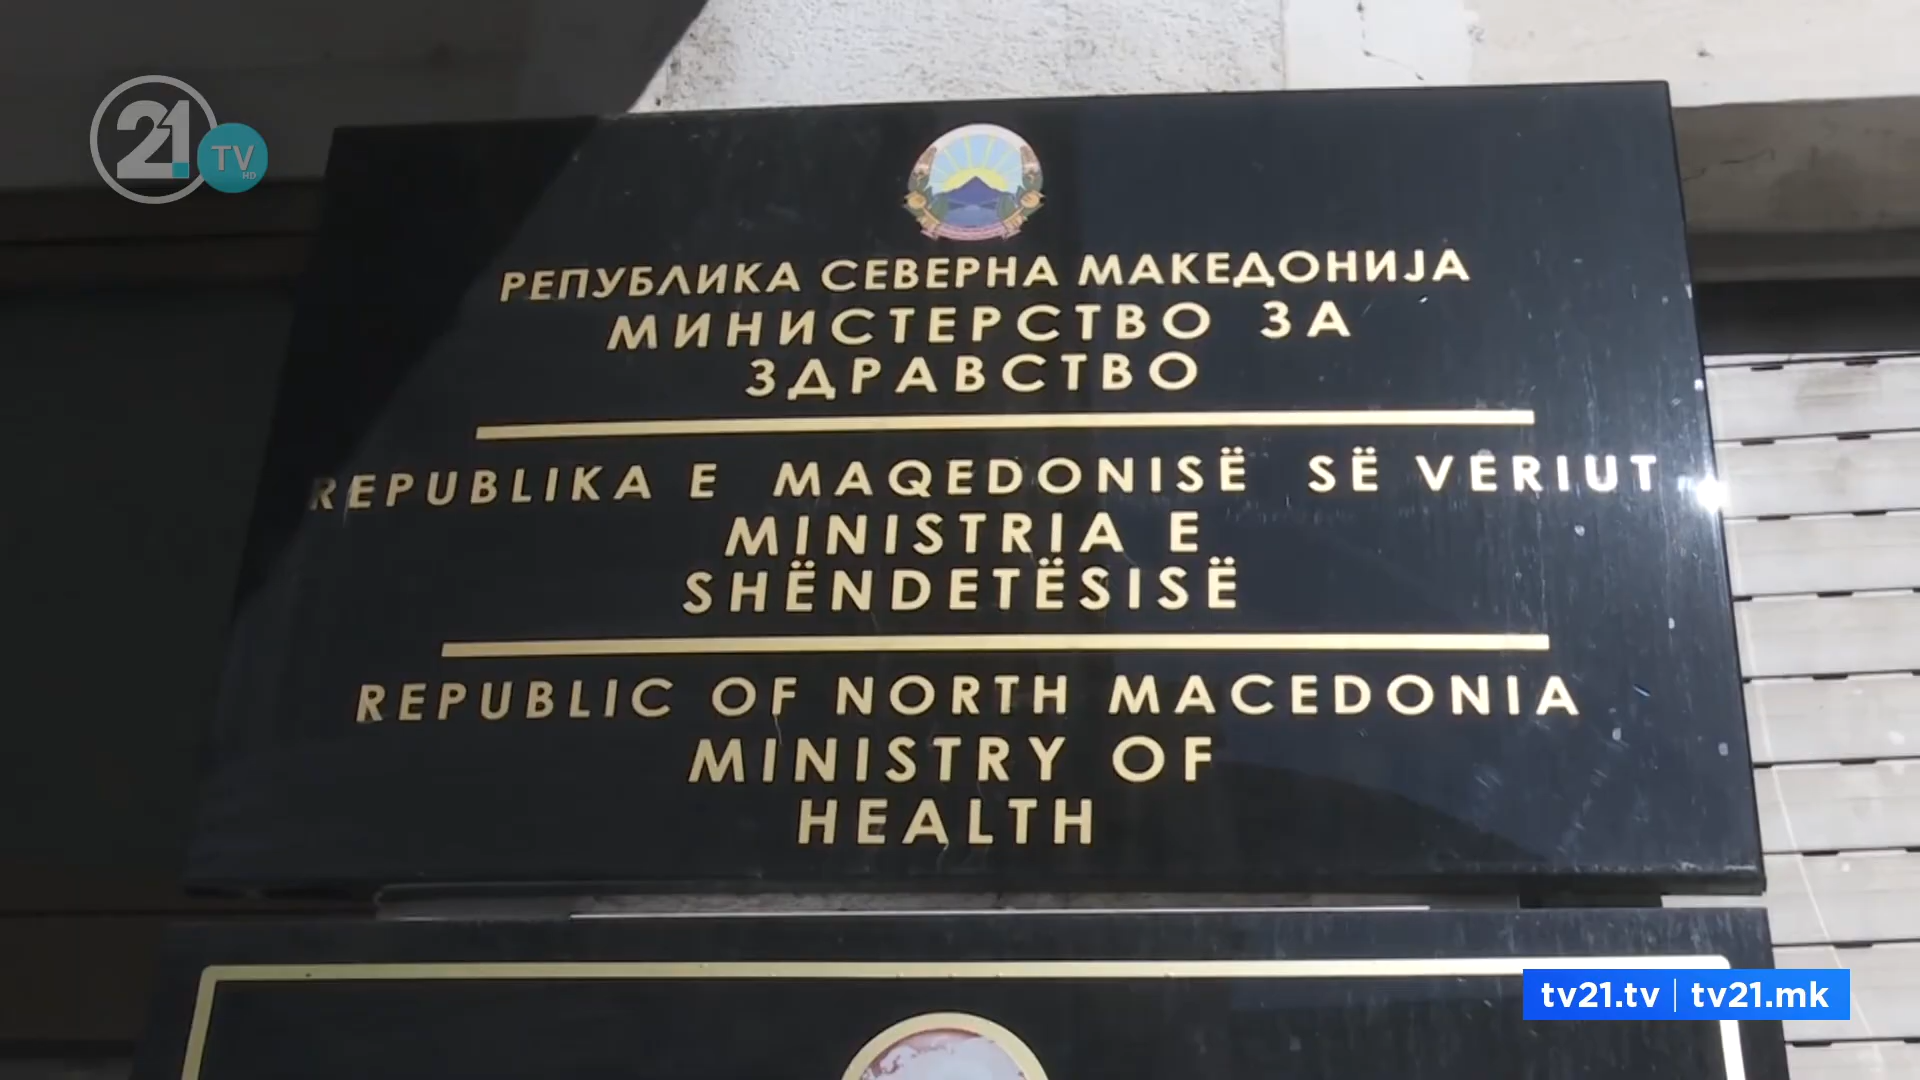 21 TV HD
РЕПУБЛИКА СЕВЕРНА МАКЕДОНИЈА
МИНИСТЕРСТВО ЗА
ЗДРАВСТВО
REPUBLIKA E MAQEDONISË SË VERIUT
MINISTRIA E
SHËNDETËSISË
REPUBLIC OF NORTH MACEDONIA
MINISTRY OF
HEALTH
tv21.tv | tv21.mk